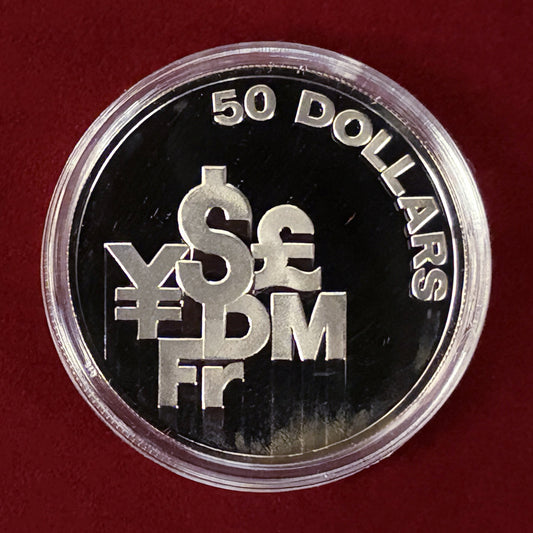 50 DOLLARS
$ £
¥ DM
Fr